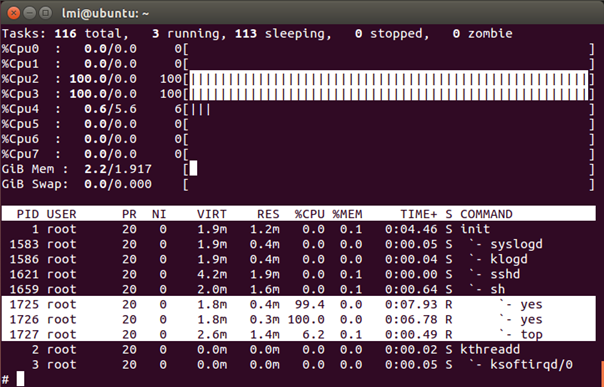 lmi@ubuntu: ~
Tasks: 116 total,   3 running, 113 sleeping,   0 stopped,   0 zombie
%Cpu0  :   0.0/0.0     0[                                                      ]
%Cpu1  :   0.0/0.0     0[                                                      ]
%Cpu2  : 100.0/0.0   100[||||||||||||||||||||||||||||||||||||||||||||||||||||||]
%Cpu3  : 100.0/0.0   100[||||||||||||||||||||||||||||||||||||||||||||||||||||||]
%Cpu4  :   0.6/5.6     6[|||                                                   ]
%Cpu5  :   0.0/0.0     0[                                                      ]
%Cpu6  :   0.0/0.0     0[                                                      ]
%Cpu7  :   0.0/0.0     0[                                                      ]
GiB Mem :  2.2/1.917    [                                                      ]
GiB Swap:  0.0/0.000    [                                                      ]
PID USER      PR  NI    VIRT    RES  %CPU %MEM     TIME+ S COMMAND
1 root      20   0    1.9m   1.2m   0.0  0.1   0:04.46 S init
1583 root      20   0    1.9m   0.4m   0.0  0.0   0:00.05 S  `- syslogd
1586 root      20   0    1.9m   0.4m   0.0  0.0   0:00.04 S  `- klogd
1621 root      20   0    4.2m   1.9m   0.0  0.1   0:00.00 S  `- sshd
1659 root      20   0    2.0m   1.6m   0.0  0.1   0:00.64 S  `- sh
1725 root      20   0    1.8m   0.4m  99.4  0.0   0:07.93 R      `- yes
1726 root      20   0    1.8m   0.3m 100.0  0.0   0:06.78 R      `- yes
1727 root      20   0    2.6m   1.4m   6.2  0.1   0:00.49 R      `- top
2 root      20   0    0.0m   0.0m   0.0  0.0   0:00.02 S kthreadd
3 root      20   0    0.0m   0.0m   0.0  0.0   0:00.05 S  `- ksoftirqd/0
#